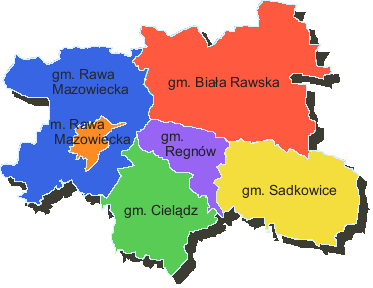 gm. Rawa
Mazowiecka
gm. Biała Rawska
m. Rawa
Mazowiecka
gm.
Regnów
gm. Sadkowice
gm. Cielądz